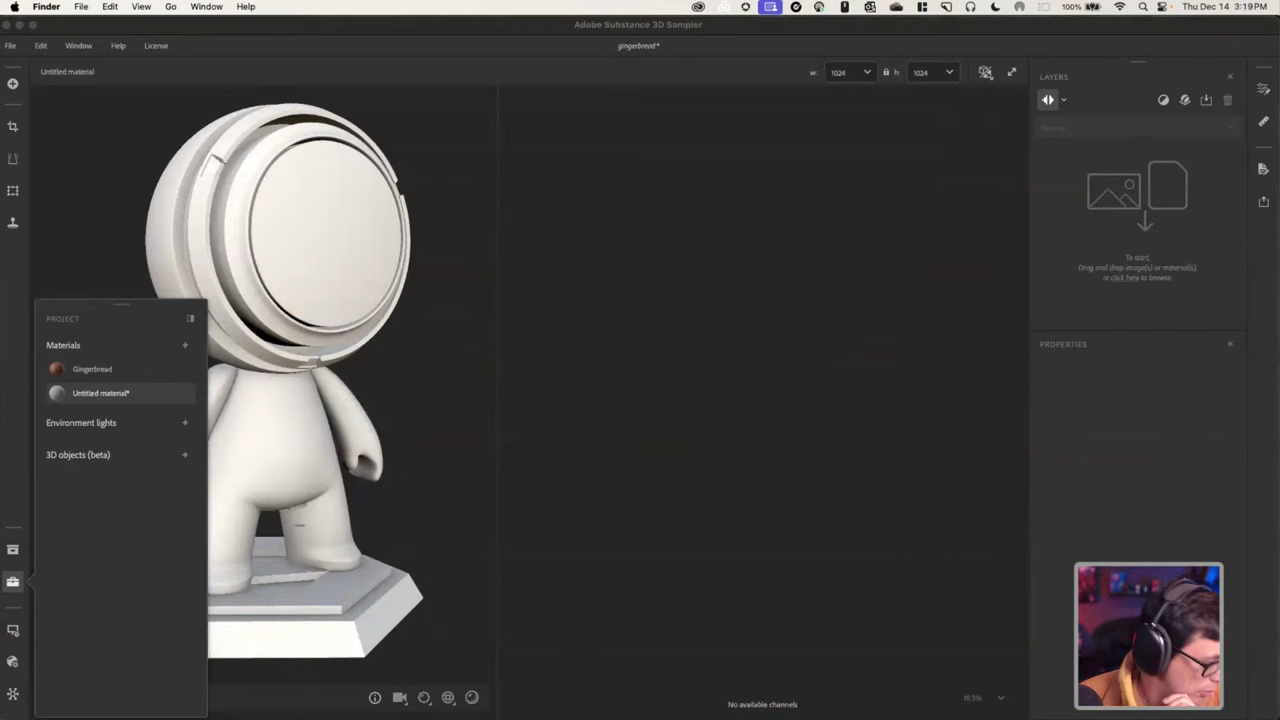 Finder File Edit View Go Window Help 100% Thu Dec 14 3:19 PM
Adobe Substance 3D Sampler
File Edit Window Help License gingerbread*
Untitled material w: 1024 h: 1024
LAYERS
To start,
Drag and drop image(s) or material(s),
or click here to browse.
PROJECT
Materials
Gingerbread
Untitled material*
Environment lights
3D objects (beta)
PROPERTIES
No available channels